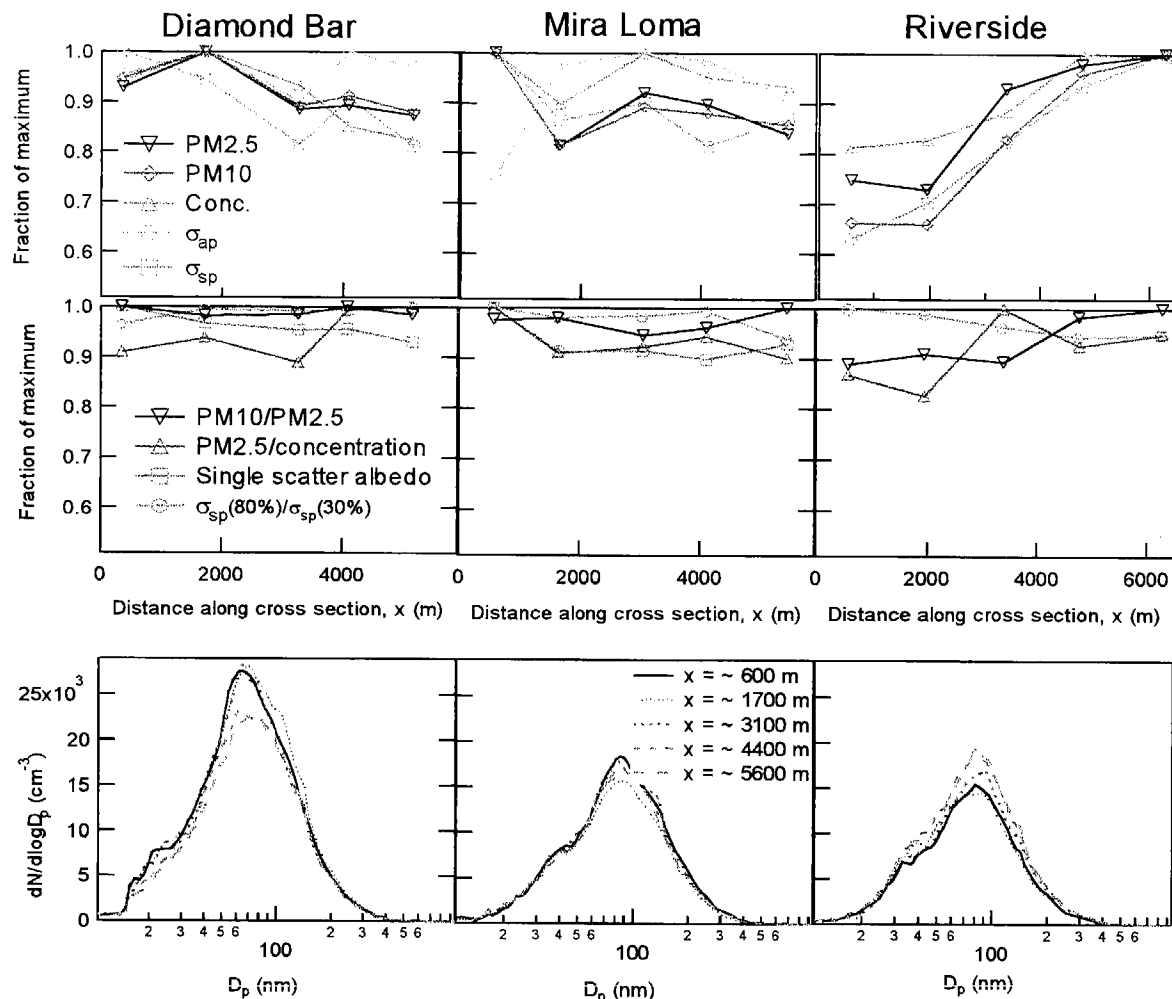 Diamond Bar Mira Loma Riverside
Fraction of maximum
1.0
0.9
0.8
0.7
0.6
PM2.5
PM10
Conc.
σap
σsp
Fraction of maximum
1.0
0.9
0.8
0.7
0.6
PM10/PM2.5
PM2.5/concentration
Single scatter albedo
σsp(80%)/σsp(30%)
0 2000 4000 0 2000 4000 0 2000 4000 6000
Distance along cross section, x (m) Distance along cross section, x (m) Distance along cross section, x (m)
dN/dlogDp (cm-3)
25x10 3
20
15
10
5
0
x = ~ 600 m
x = ~ 1700 m
x = ~ 3100 m
x = ~ 4400 m
x = ~ 5600 m
2 3 4 5 6 2 3 4 5 6 2 3 4 5 6 2 3 4 5 6 2 3 4 5 6 2 3 4 5 6
100 100 100
Dp (nm) Dp (nm) Dp (nm)